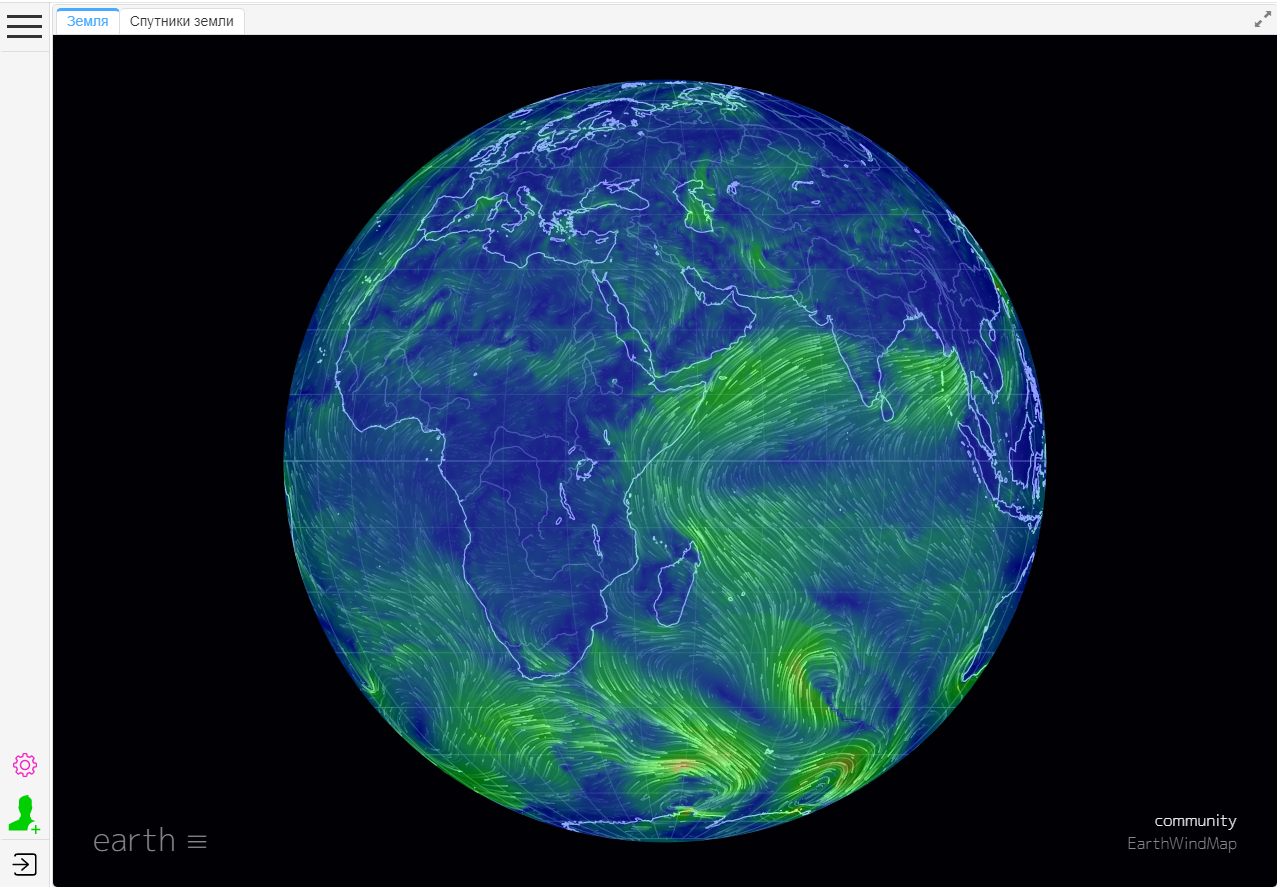 Земля
Спутники земли
earth
community
EarthWindMap